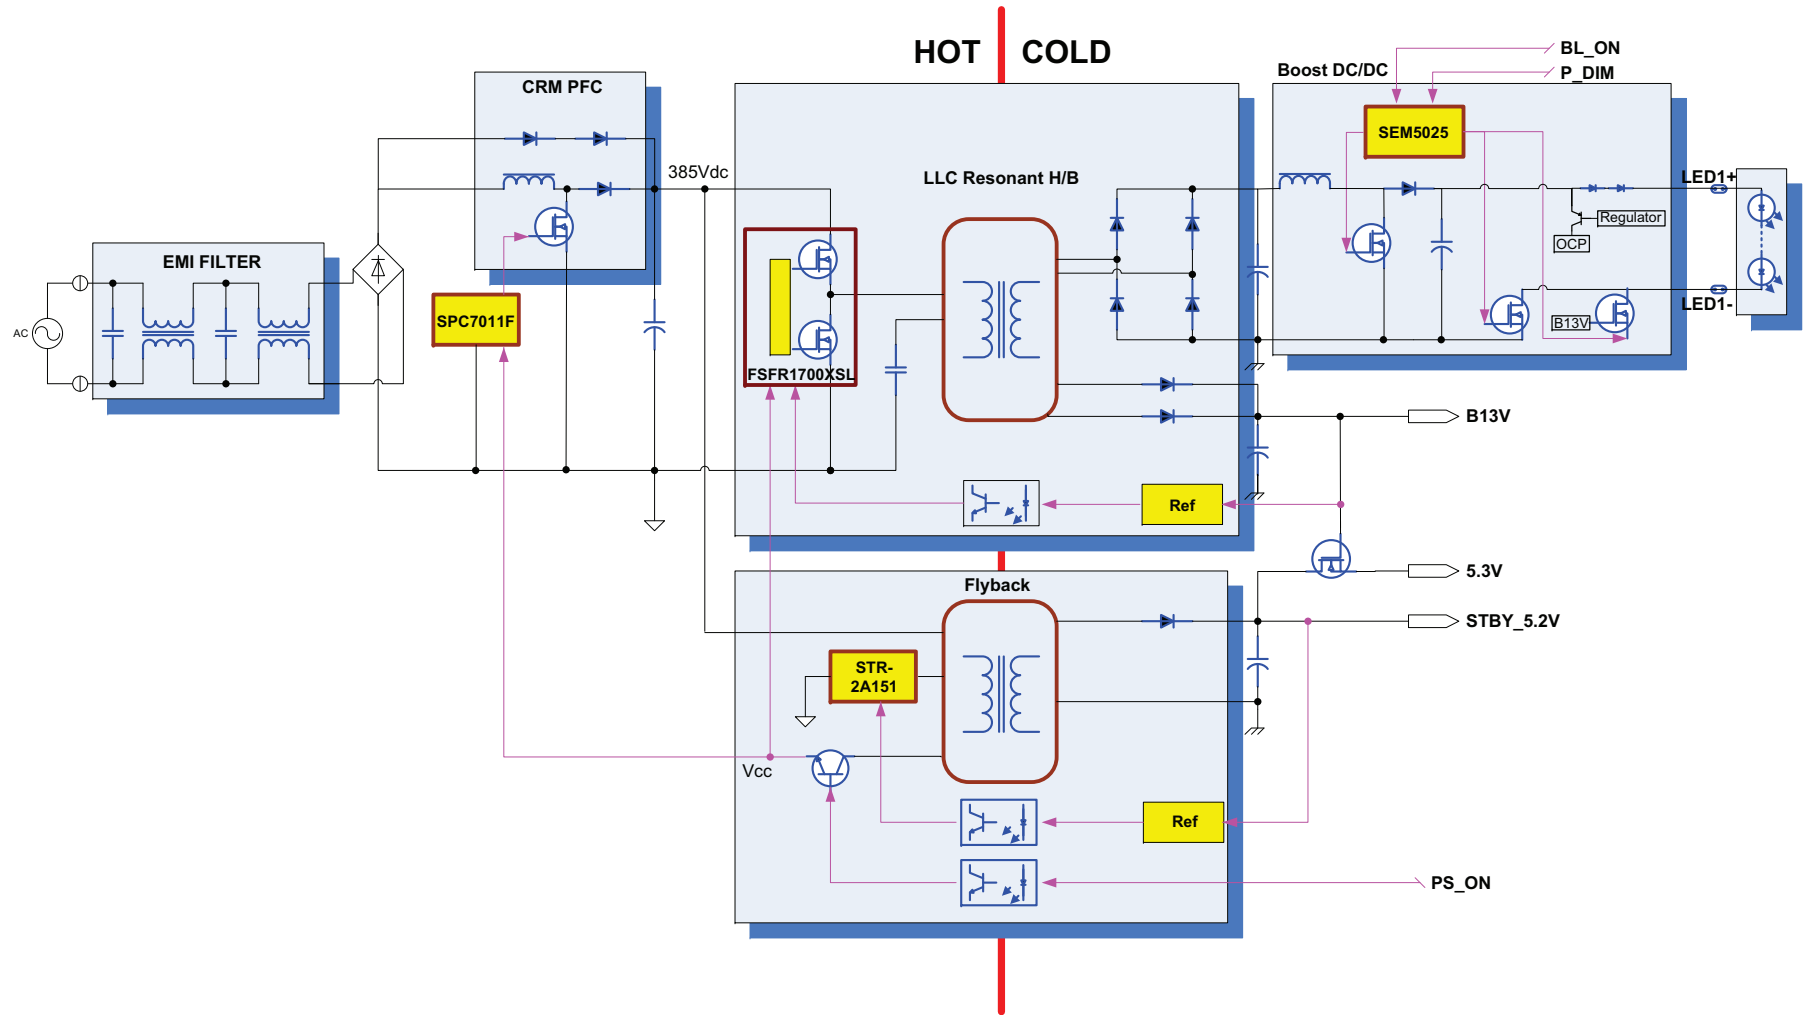 HOT COLD
BL_ON
Boost DC/DC
P_DIM
CRM PFC
SEM5025
385Vdc
LLC Resonant H/B
LED1+
Regulator
OCP
EMI FILTER
AC
SPC7011F
B13V
LED1-
FSFR1700XSL
B13V
Ref
5.3V
Flyback
STBY_5.2V
STR-
2A151
Vcc
Ref
PS_ON